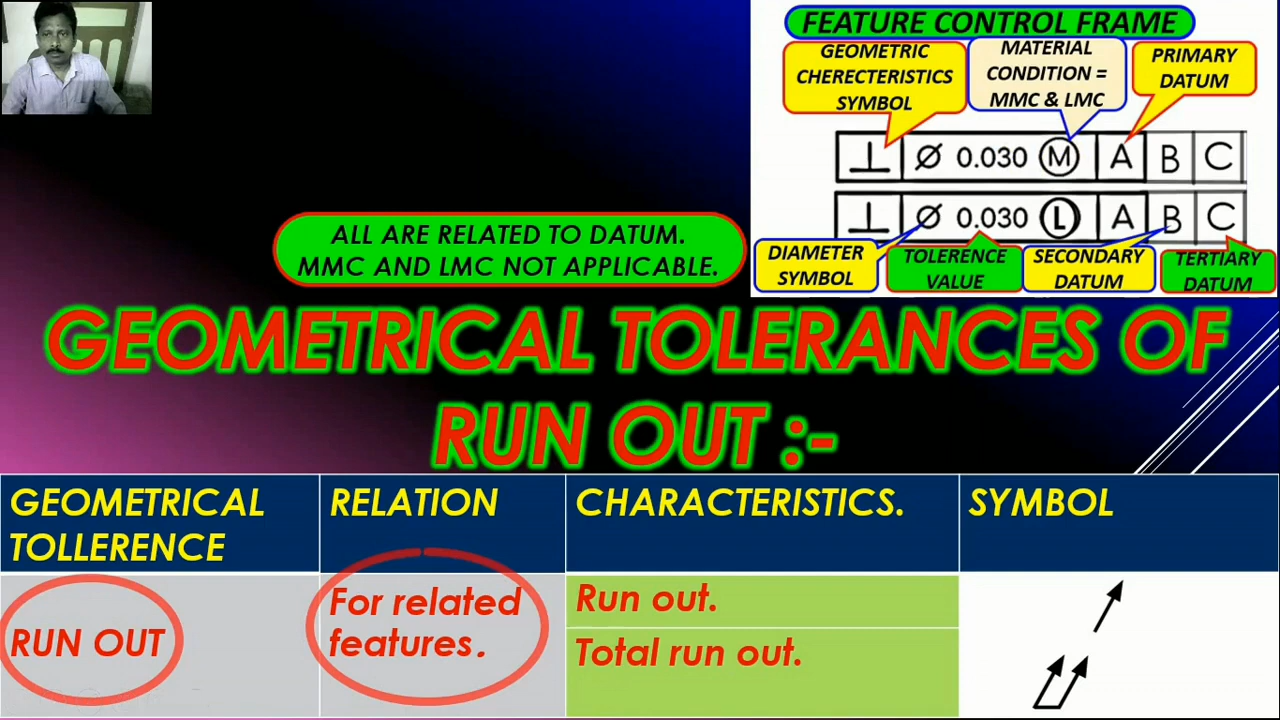 FEATURE CONTROL FRAME
GEOMETRIC
CHERECTERISTICS
SYMBOL
MATERIAL
CONDITION =
MMC & LMC
PRIMARY
DATUM
⊥ ⌀ 0.030 Ⓜ A B C
⊥ ⌀ 0.030 Ⓛ A B C
DIAMETER
SYMBOL
TOLERENCE
VALUE
SECONDARY
DATUM
TERTIARY
DATUM
ALL ARE RELATED TO DATUM.
MMC AND LMC NOT APPLICABLE.
GEOMETRICAL TOLERANCES OF
RUN OUT :-
GEOMETRICAL
TOLLERENCE
RELATION
CHARACTERISTICS.
SYMBOL
RUN OUT
For related
features.
Run out.
Total run out.